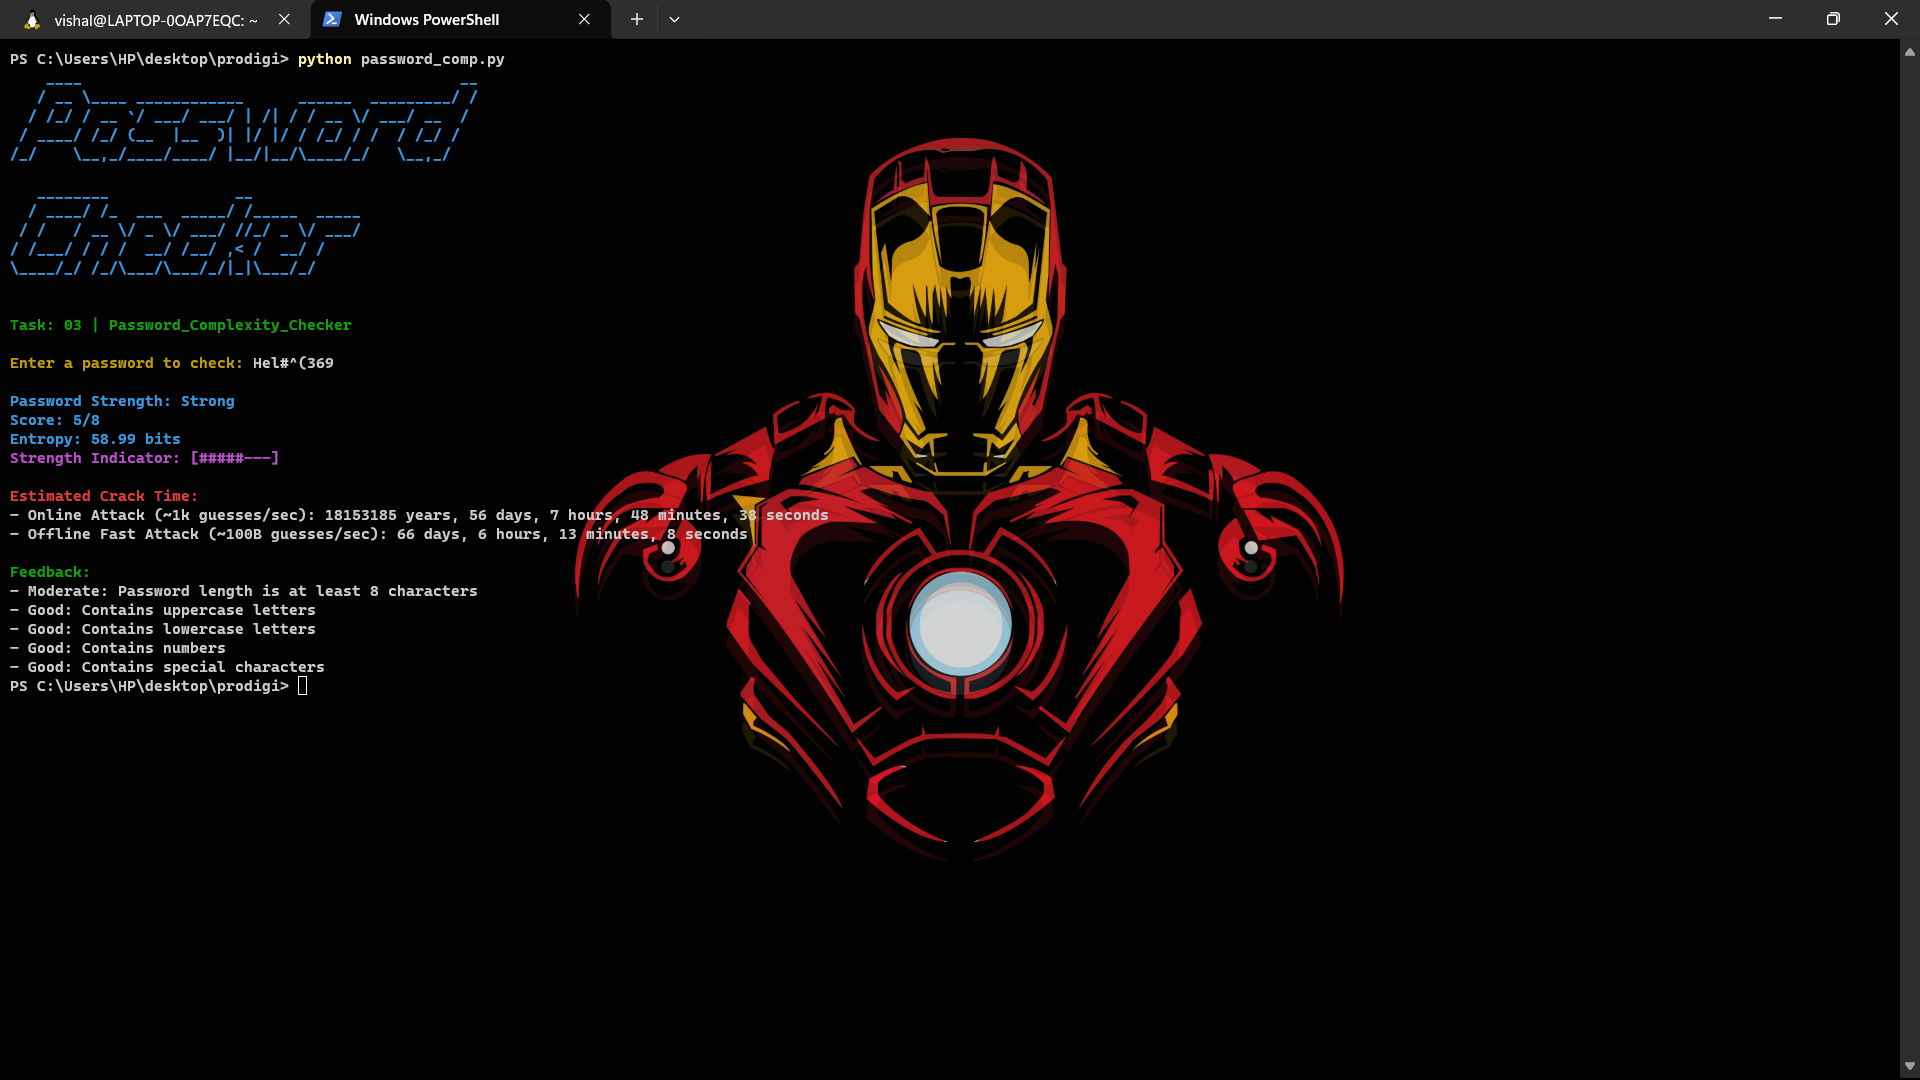 vishal@LAPTOP-0OAP7EQC: ~
Windows PowerShell
PS C:\Users\HP\desktop\prodigi> python password_comp.py
Password
Checker
Task: 03 | Password_Complexity_Checker
Enter a password to check: Hel#^(369
Password Strength: Strong
Score: 5/8
Entropy: 58.99 bits
Strength Indicator: [#####---]
Estimated Crack Time:
- Online Attack (~1k guesses/sec): 18153185 years, 56 days, 7 hours, 48 minutes, 38 seconds
- Offline Fast Attack (~100B guesses/sec): 66 days, 6 hours, 13 minutes, 8 seconds
Feedback:
- Moderate: Password length is at least 8 characters
- Good: Contains uppercase letters
- Good: Contains lowercase letters
- Good: Contains numbers
- Good: Contains special characters
PS C:\Users\HP\desktop\prodigi>